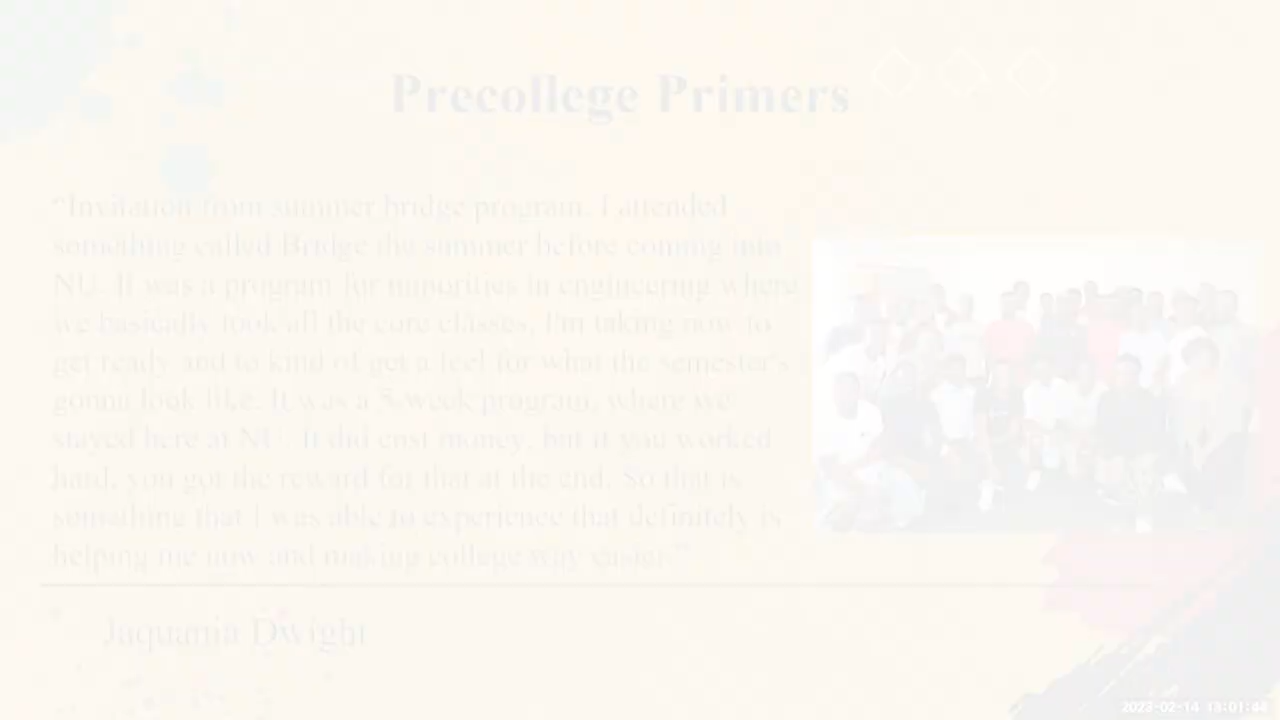 Precollege Primers
“Invitation from summer bridge program. I attended
something called Bridge the summer before coming into
NU. It was a program for minorities in engineering where
we basically took all the core classes, I'm taking now to
get ready and to kind of get a feel for what the semester's
gonna look like. It was a 5-week program, where we
stayed here at NU. It did cost money, but if you worked
hard, you got the reward for that at the end. So that is
something that I was able to experience that definitely is
helping me now and making college way easier.”
Dwight
2023-02-14 18:01:44